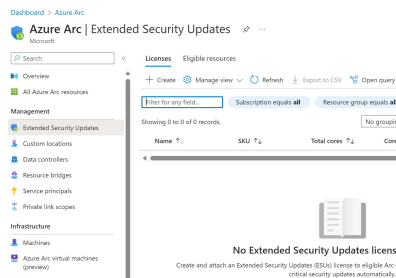 Dashboard > Azure Arc
Azure Arc | Extended Security Updates
Microsoft
Search
Licenses
Eligible resources
Create
Manage view
Refresh
Export to CSV
Open query
Overview
All Azure Arc resources
Management
Extended Security Updates
Custom locations
Data controllers
Resource bridges
Service principals
Private link scopes
Infrastructure
Machines
Azure Arc virtual machines (preview)
Filter for any field...
Subscription equals all
Resource group equals all
Showing 0 to 0 of 0 records.
No groupin
Name
SKU
Total cores
Core
No Extended Security Updates licens
Create and attach an Extended Security Updates (ESUs) license to eligible Arc-
critical security updates automatically.